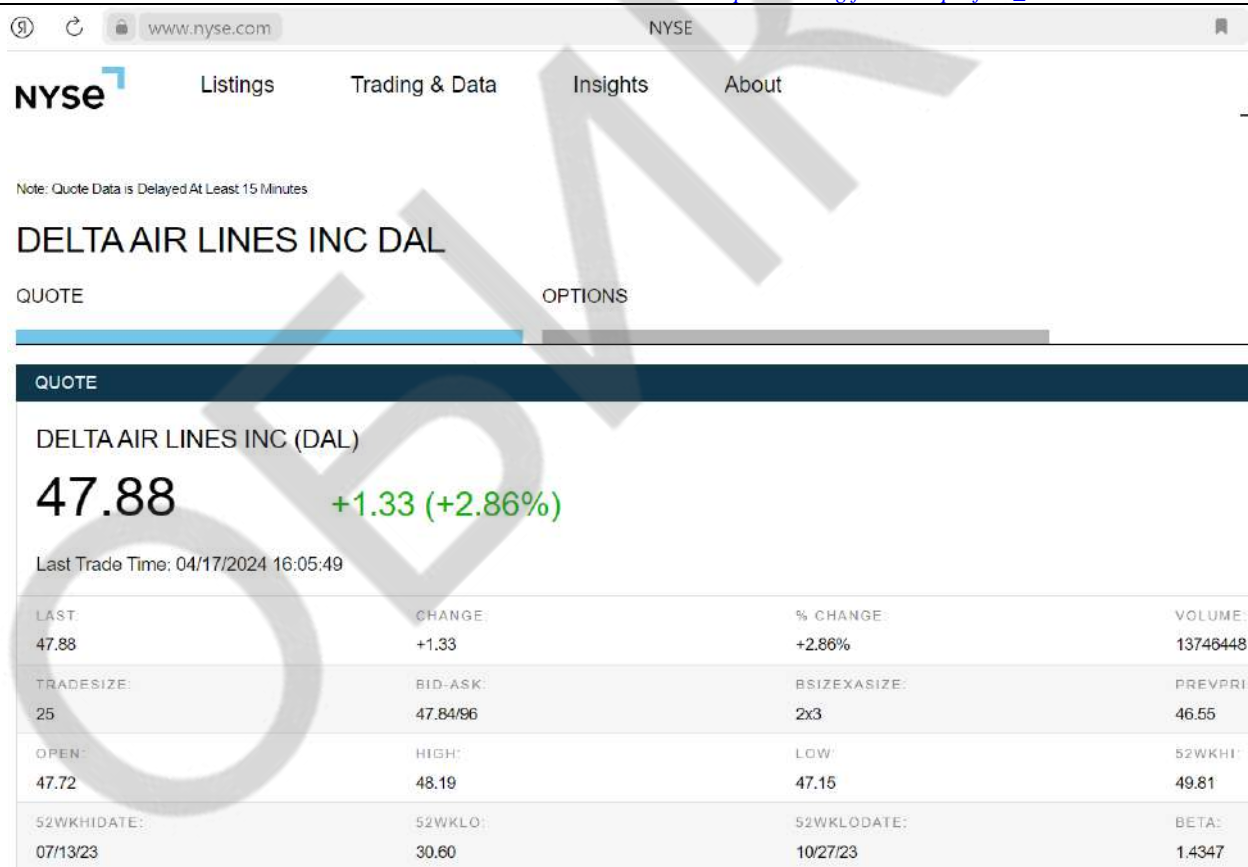 www.nyse.com NYSE
NYSE Listings Trading & Data Insights About
Note: Quote Data is Delayed At Least 15 Minutes
DELTA AIR LINES INC DAL
QUOTE OPTIONS
QUOTE
DELTA AIR LINES INC (DAL)
47.88 +1.33 (+2.86%)
Last Trade Time: 04/17/2024 16:05:49
LAST: CHANGE: % CHANGE: VOLUME:
47.88 +1.33 +2.86% 13746448
TRADESIZE: BID-ASK: BSIZEXASIZE: PREVPRI
25 47.84/96 2x3 46.55
OPEN: HIGH: LOW: 52WKHI:
47.72 48.19 47.15 49.81
52WKHIDATE: 52WKLO: 52WKLODATE: BETA:
07/13/23 30.60 10/27/23 1.4347